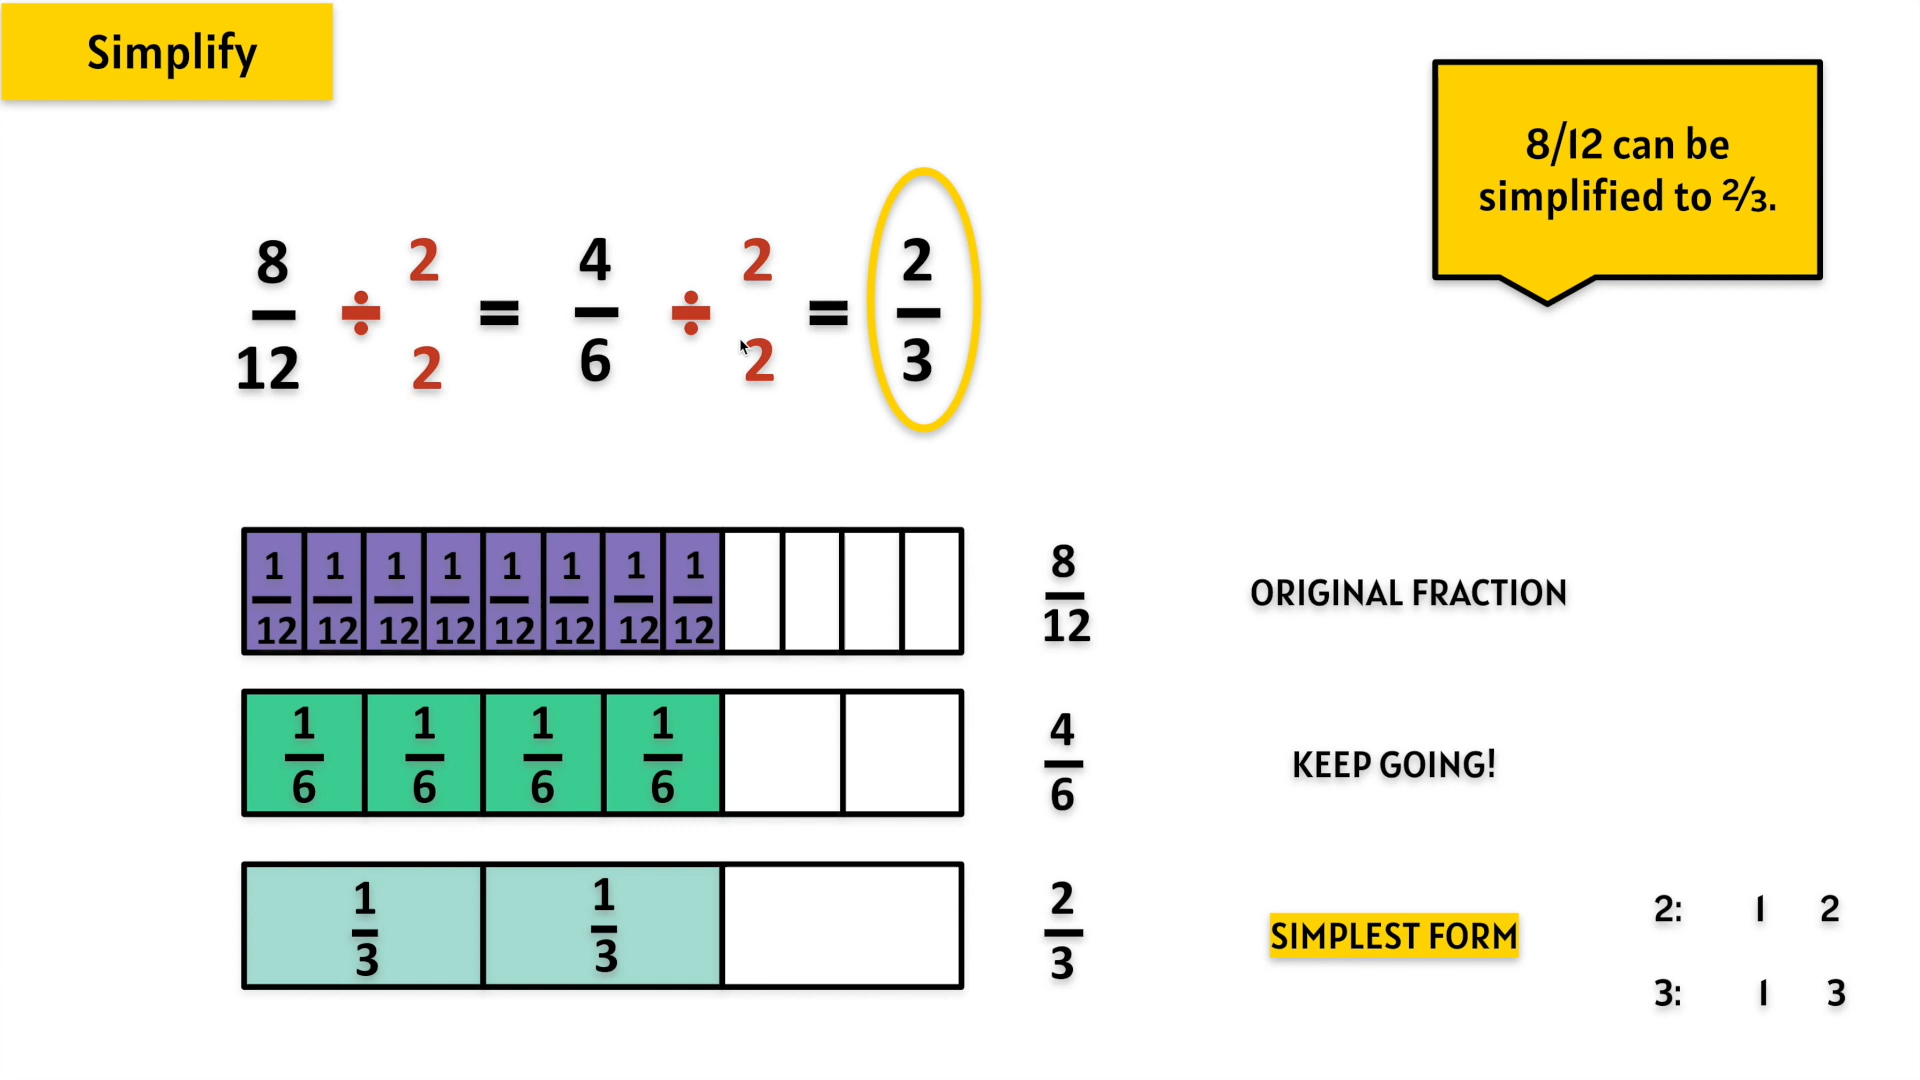 Simplify
8/12 can be
simplified to ⅔.
8 2 4 2 2
÷ = ÷ =
12 2 6 2 3
1 1 1 1 1 1 1 1
12 12 12 12 12 12 12 12
8
12
ORIGINAL FRACTION
1 1 1 1
6 6 6 6
4
6
KEEP GOING!
1 1
3 3
2
3
SIMPLEST FORM
2: 1 2
3: 1 3